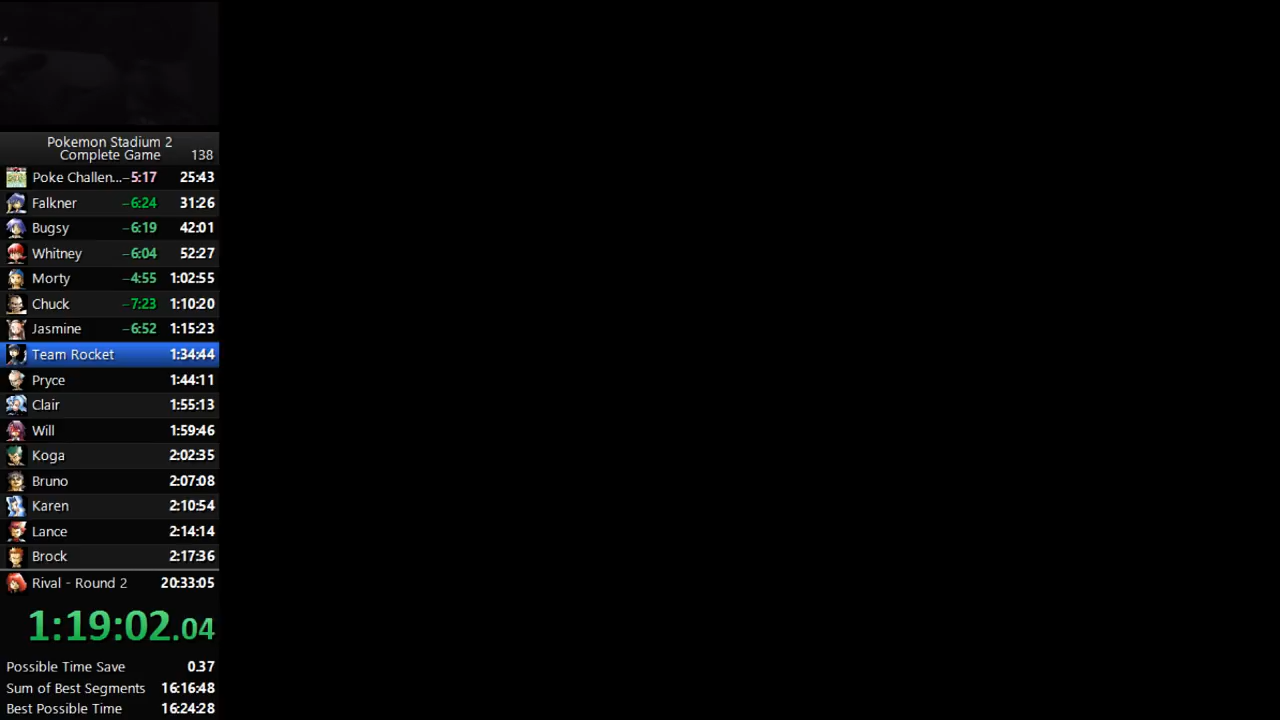 Pokemon Stadium 2
Complete Game 138
Poke Challen... −5:17 25:43
Falkner −6:24 31:26
Bugsy −6:19 42:01
Whitney −6:04 52:27
Morty −4:55 1:02:55
Chuck −7:23 1:10:20
Jasmine −6:52 1:15:23
Team Rocket 1:34:44
Pryce 1:44:11
Clair 1:55:13
Will 1:59:46
Koga 2:02:35
Bruno 2:07:08
Karen 2:10:54
Lance 2:14:14
Brock 2:17:36
Rival - Round 2 20:33:05
1:19:02.04
Possible Time Save 0.37
Sum of Best Segments 16:16:48
Best Possible Time 16:24:28